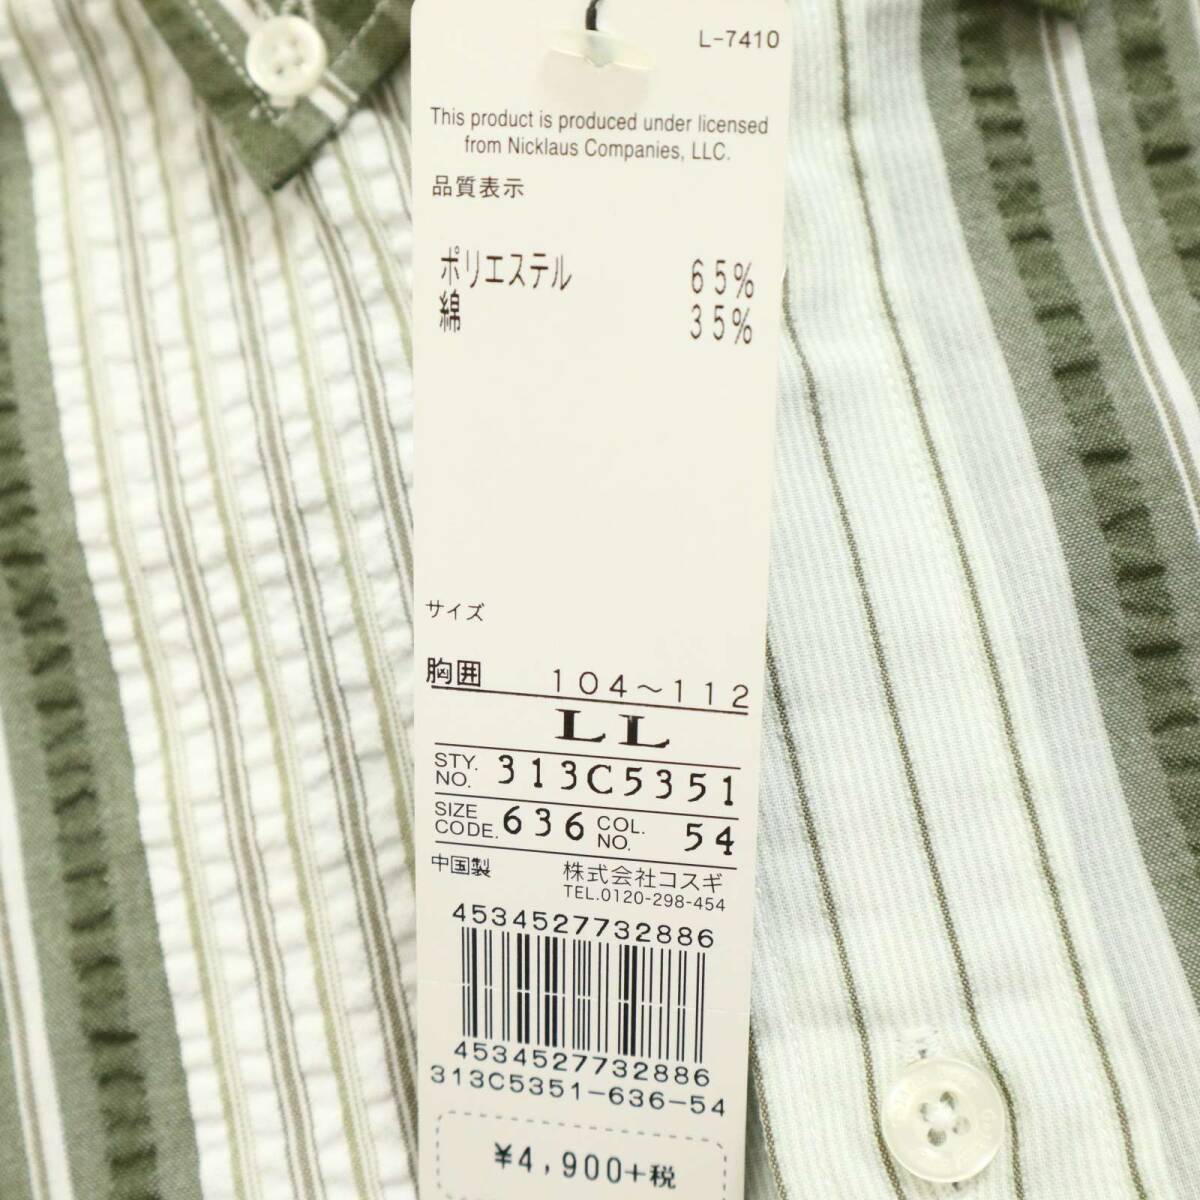 L-7410
This product is produced under licensed
from Nicklaus Companies, LLC.
品質表示
ポリエステル 65%
綿 35%
サイズ
胸囲 104～112
LL
STY. NO. 313C5351
SIZE CODE. 636 COL. NO. 54
中国製 株式会社コスギ
TEL.0120-298-454
4534527732886
4534527732886
313C5351-636-54
¥4,900+税